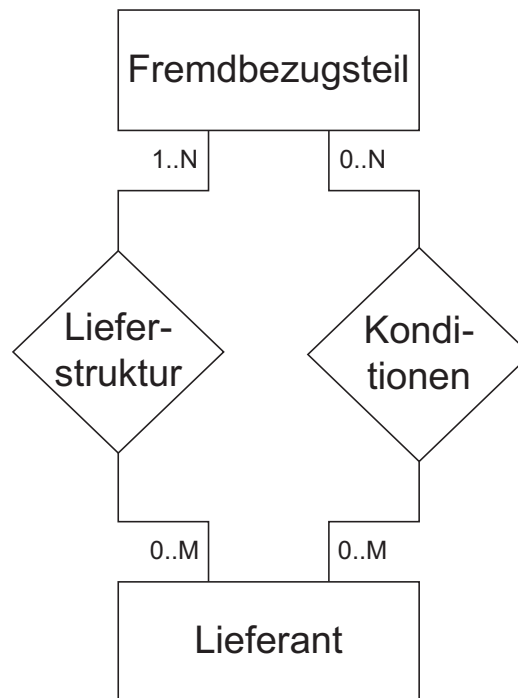 Fremdbezugsteil
1..N
0..N
Liefer-
struktur
Kondi-
tionen
0..M
0..M
Lieferant